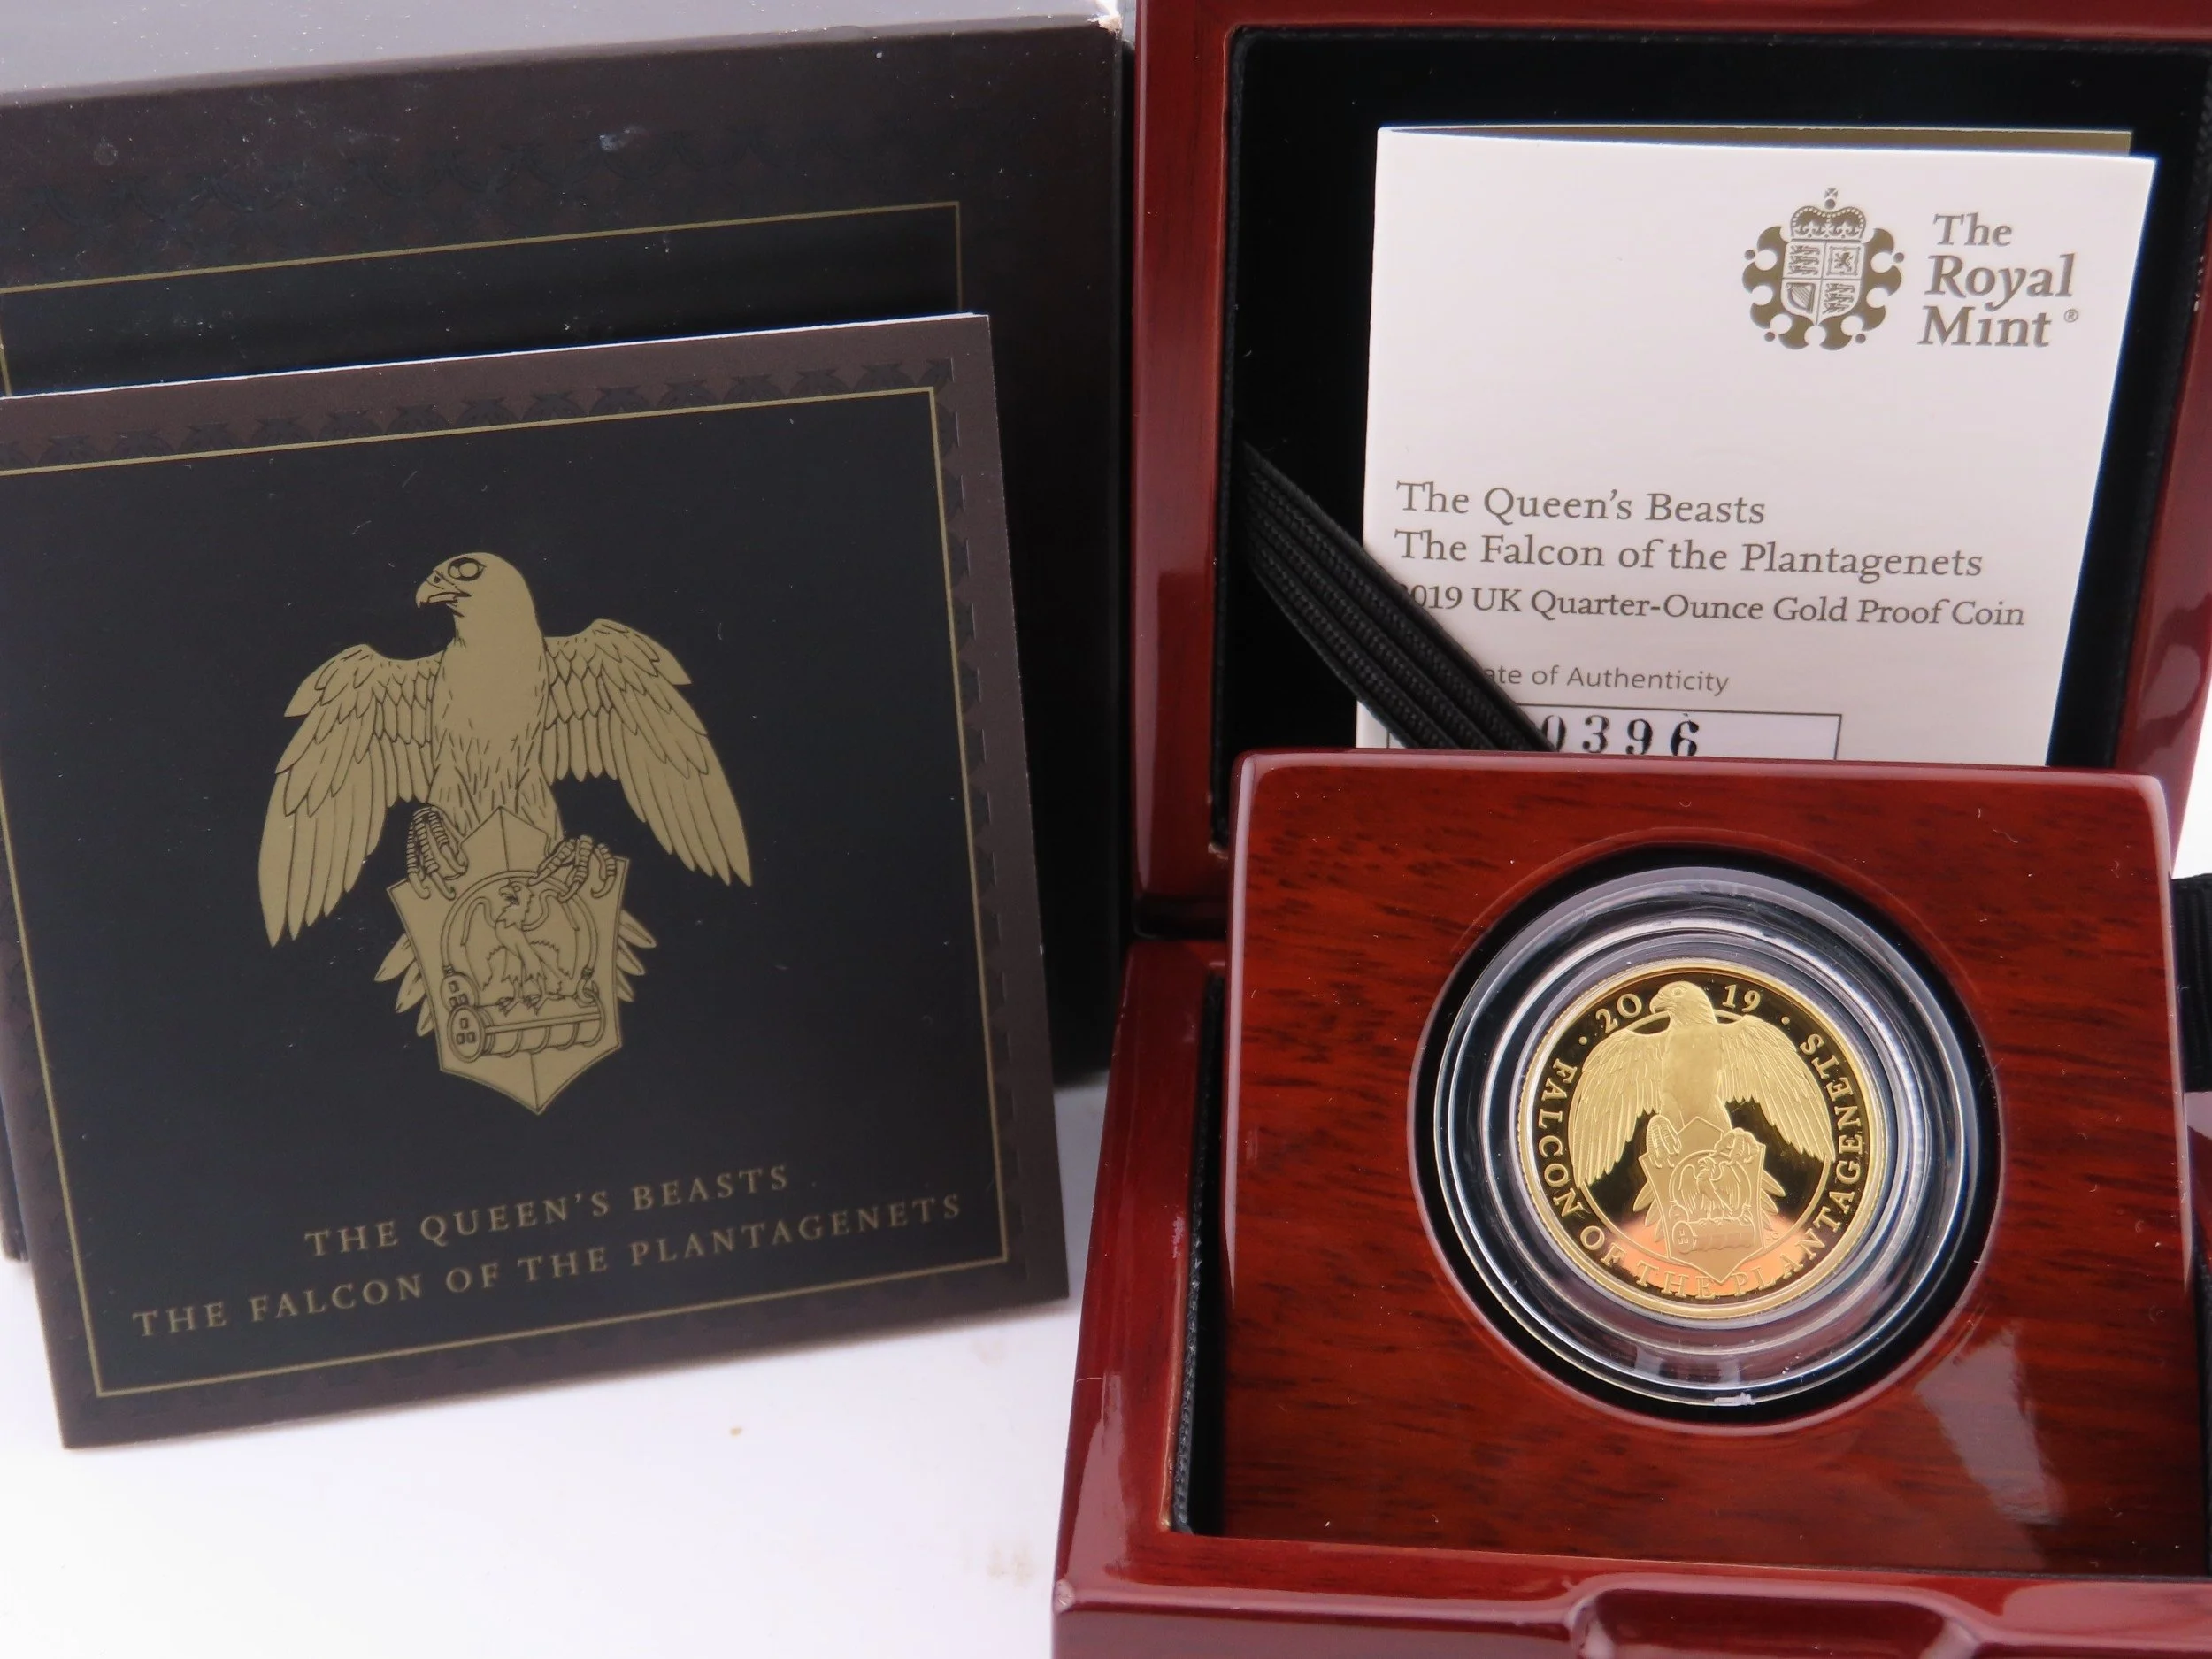 THE QUEEN'S BEASTS
THE FALCON OF THE PLANTAGENETS
The
Royal
Mint®
The Queen's Beasts
The Falcon of the Plantagenets
019 UK Quarter-Ounce Gold Proof Coin
ate of Authenticity
0396
· 2019 ·
FALCON OF THE PLANTAGENETS